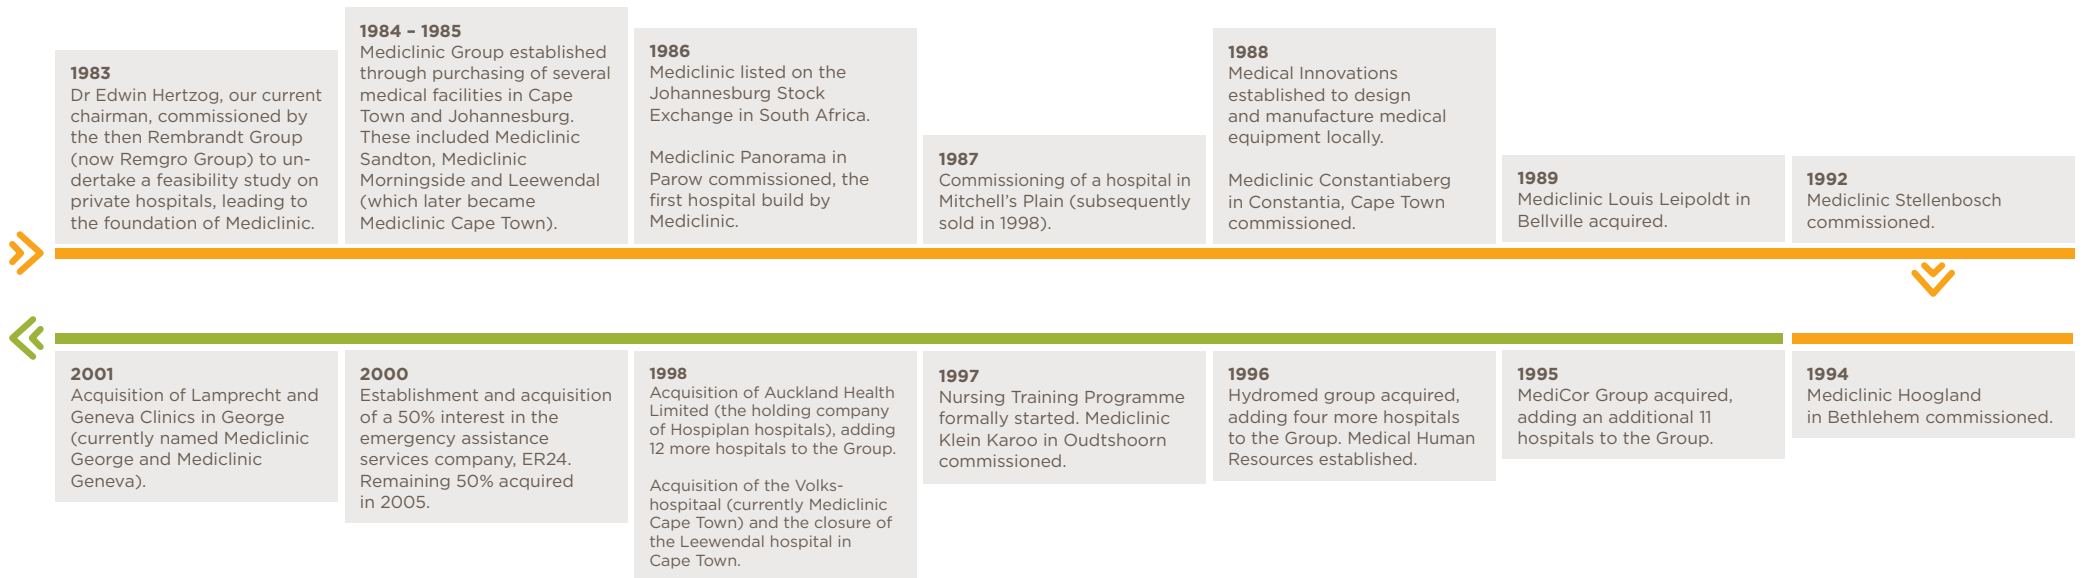 1983
Dr Edwin Hertzog, our current
chairman, commissioned by
the then Rembrandt Group
(now Remgro Group) to un-
dertake a feasibility study on
private hospitals, leading to
the foundation of Mediclinic.
1984 – 1985
Mediclinic Group established
through purchasing of several
medical facilities in Cape
Town and Johannesburg.
These included Mediclinic
Sandton, Mediclinic
Morningside and Leewendal
(which later became
Mediclinic Cape Town).
1986
Mediclinic listed on the
Johannesburg Stock
Exchange in South Africa.
Mediclinic Panorama in
Parow commissioned, the
first hospital build by
Mediclinic.
1987
Commissioning of a hospital in
Mitchell’s Plain (subsequently
sold in 1998).
1988
Medical Innovations
established to design
and manufacture medical
equipment locally.
Mediclinic Constantiaberg
in Constantia, Cape Town
commissioned.
1989
Mediclinic Louis Leipoldt in
Bellville acquired.
1992
Mediclinic Stellenbosch
commissioned.
1994
Mediclinic Hoogland
in Bethlehem commissioned.
1995
MediCor Group acquired,
adding an additional 11
hospitals to the Group.
1996
Hydromed group acquired,
adding four more hospitals
to the Group. Medical Human
Resources established.
1997
Nursing Training Programme
formally started. Mediclinic
Klein Karoo in Oudtshoorn
commissioned.
1998
Acquisition of Auckland Health
Limited (the holding company
of Hospiplan hospitals), adding
12 more hospitals to the Group.
Acquisition of the Volks-
hospitaal (currently Mediclinic
Cape Town) and the closure of
the Leewendal hospital in
Cape Town.
2000
Establishment and acquisition
of a 50% interest in the
emergency assistance
services company, ER24.
Remaining 50% acquired
in 2005.
2001
Acquisition of Lamprecht and
Geneva Clinics in George
(currently named Mediclinic
George and Mediclinic
Geneva).